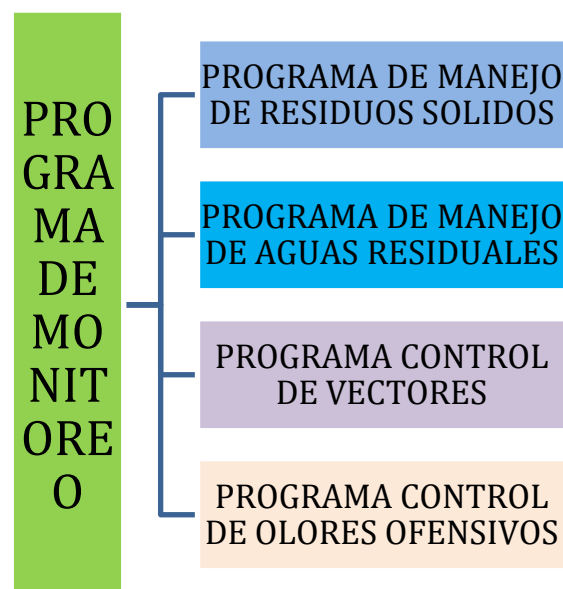 PRO
GRA
MA
DE
MO
NIT
ORE
O
PROGRAMA DE MANEJO
DE RESIDUOS SOLIDOS
PROGRAMA DE MANEJO
DE AGUAS RESIDUALES
PROGRAMA CONTROL
DE VECTORES
PROGRAMA CONTROL
DE OLORES OFENSIVOS